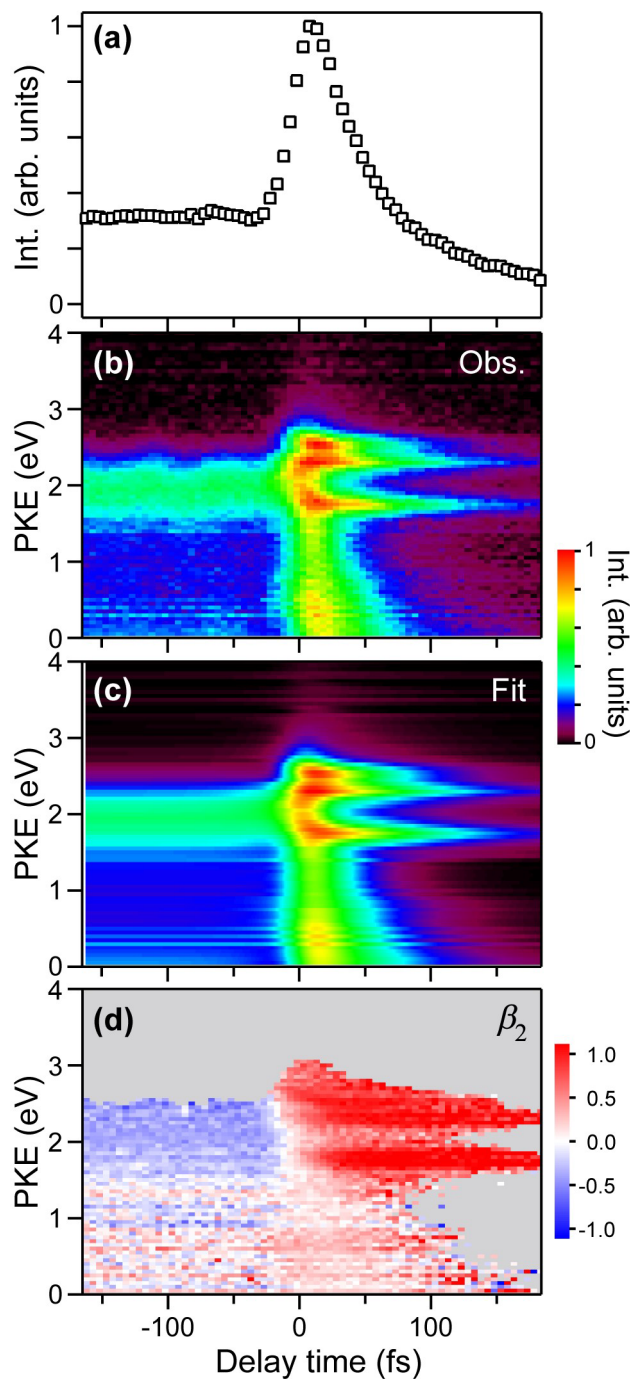 (a)
Int. (arb. units)
1
0
(b)
Obs.
PKE (eV)
4
3
2
1
0
(c)
Fit
PKE (eV)
4
3
2
1
0
1
0
Int. (arb. units)
(d)
β2
PKE (eV)
4
3
2
1
0
1.0
0.5
0.0
-0.5
-1.0
-100
0
100
Delay time (fs)